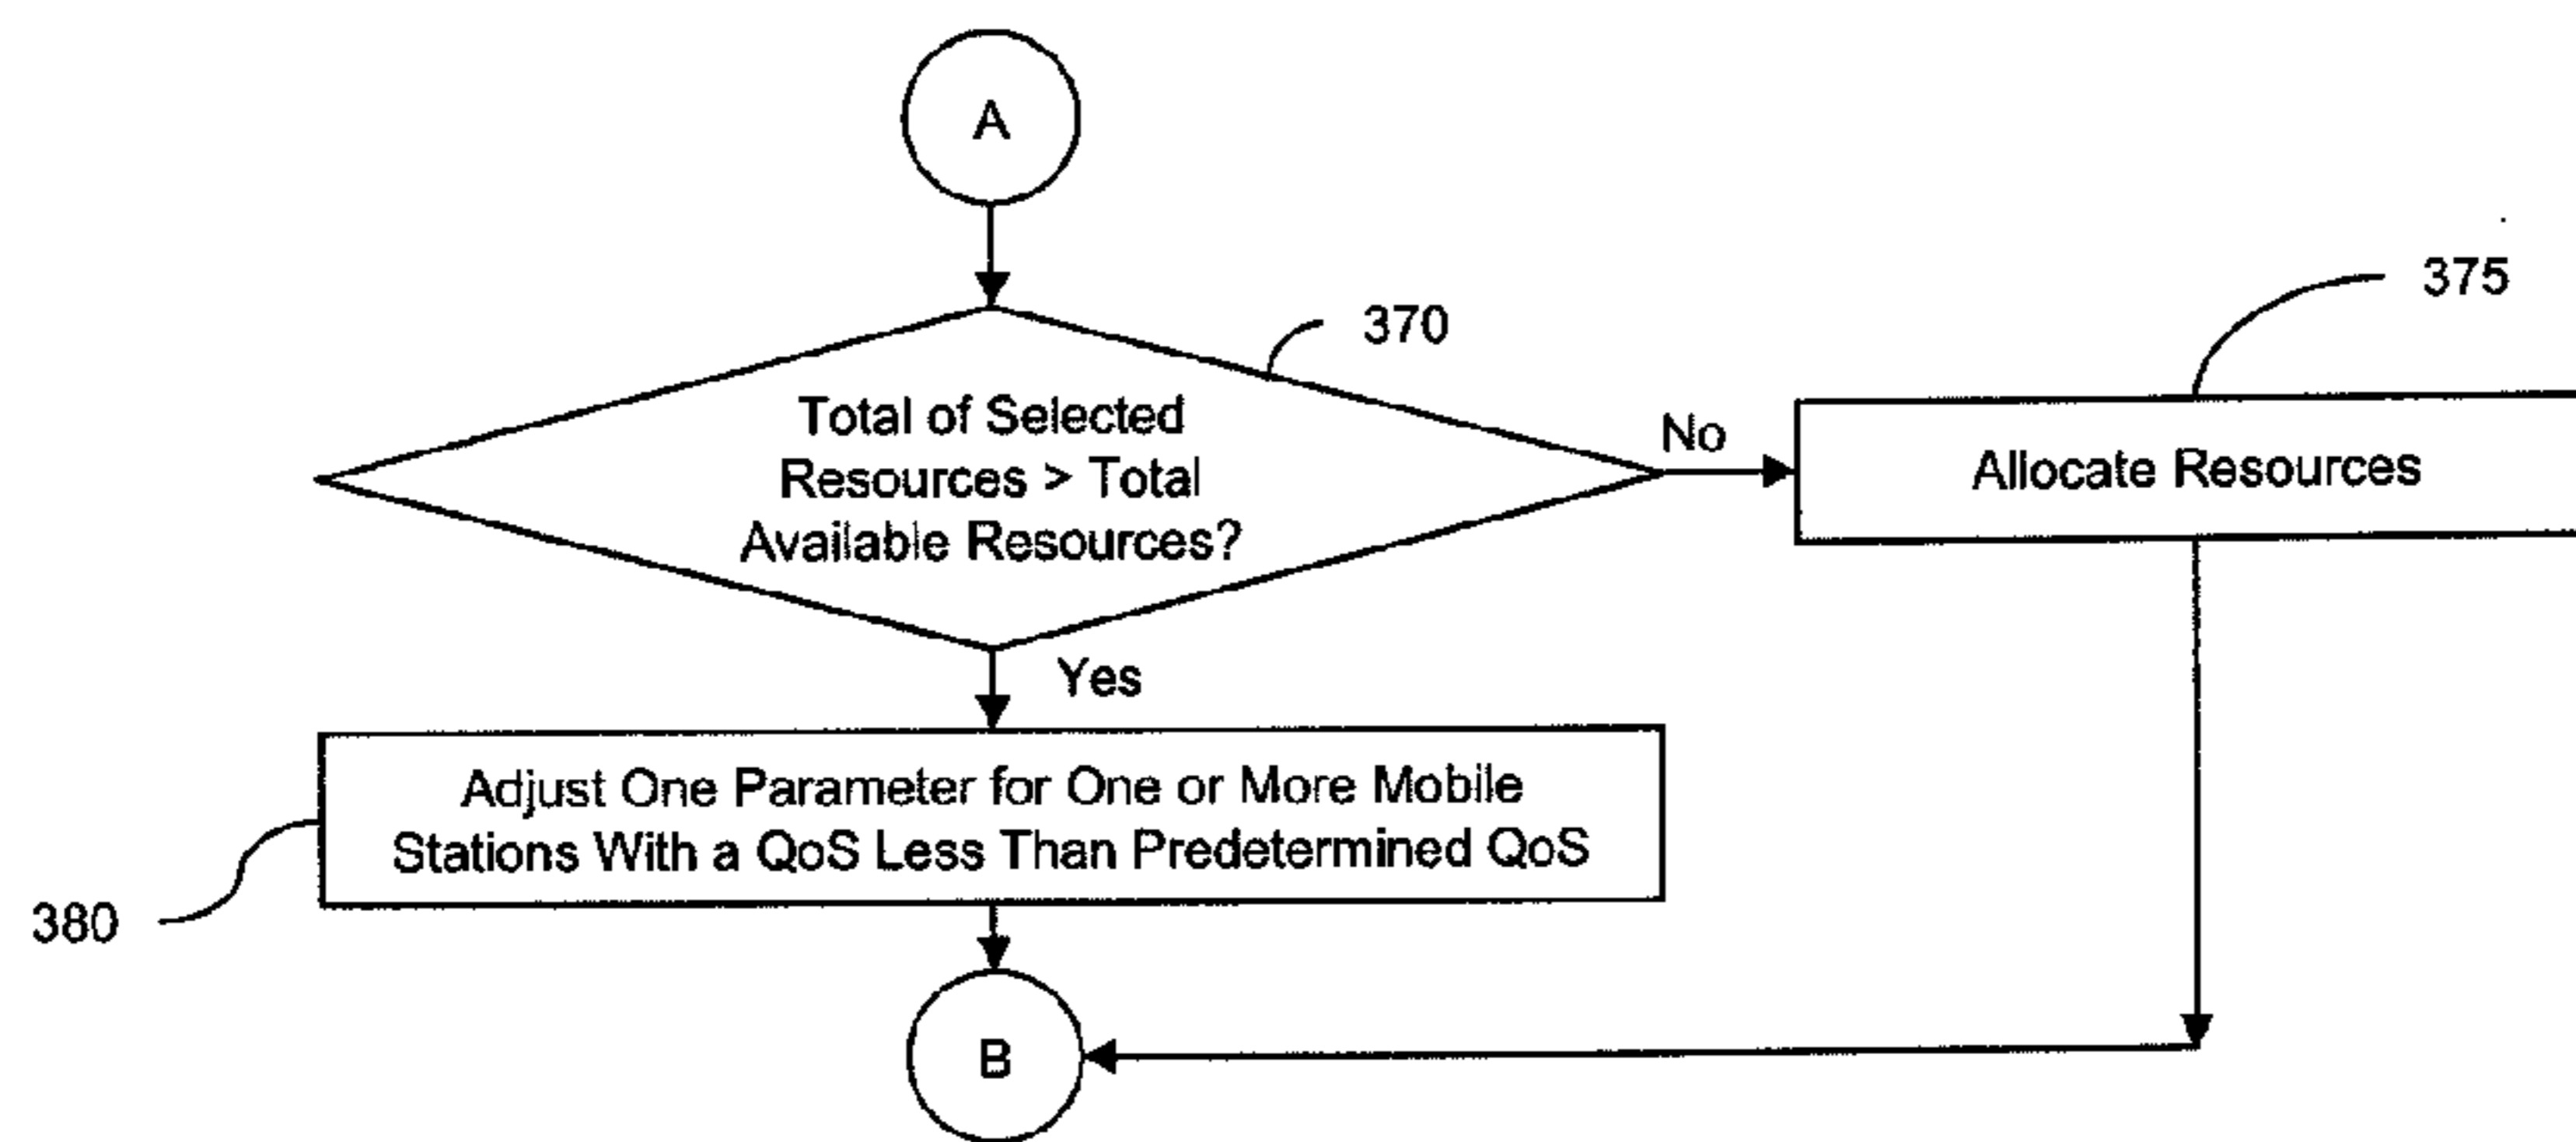 A
370
375
Total of Selected
Resources > Total
Available Resources?
No
Allocate Resources
Yes
Adjust One Parameter for One or More Mobile
Stations With a QoS Less Than Predetermined QoS
380
B